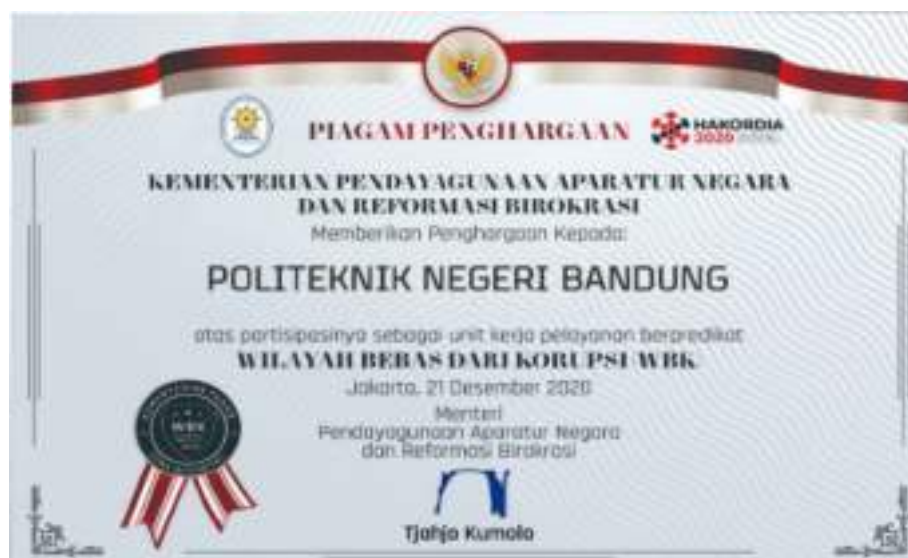 PIAGAM PENGHARGAAN
HAKORDIA
2020
KEMENTERIAN PENDAYAGUNAAN APARATUR NEGARA
DAN REFORMASI BIROKRASI
Memberikan Penghargaan Kepada:
POLITEKNIK NEGERI BANDUNG
atas partisipasinya sebagai unit kerja pelayanan berpredikat
WILAYAH BEBAS DARI KORUPSI-WBK
Jakarta, 21 Desember 2020
Menteri
Pendayagunaan Aparatur Negara
dan Reformasi Birokrasi
WBK
Tjahjo Kumolo